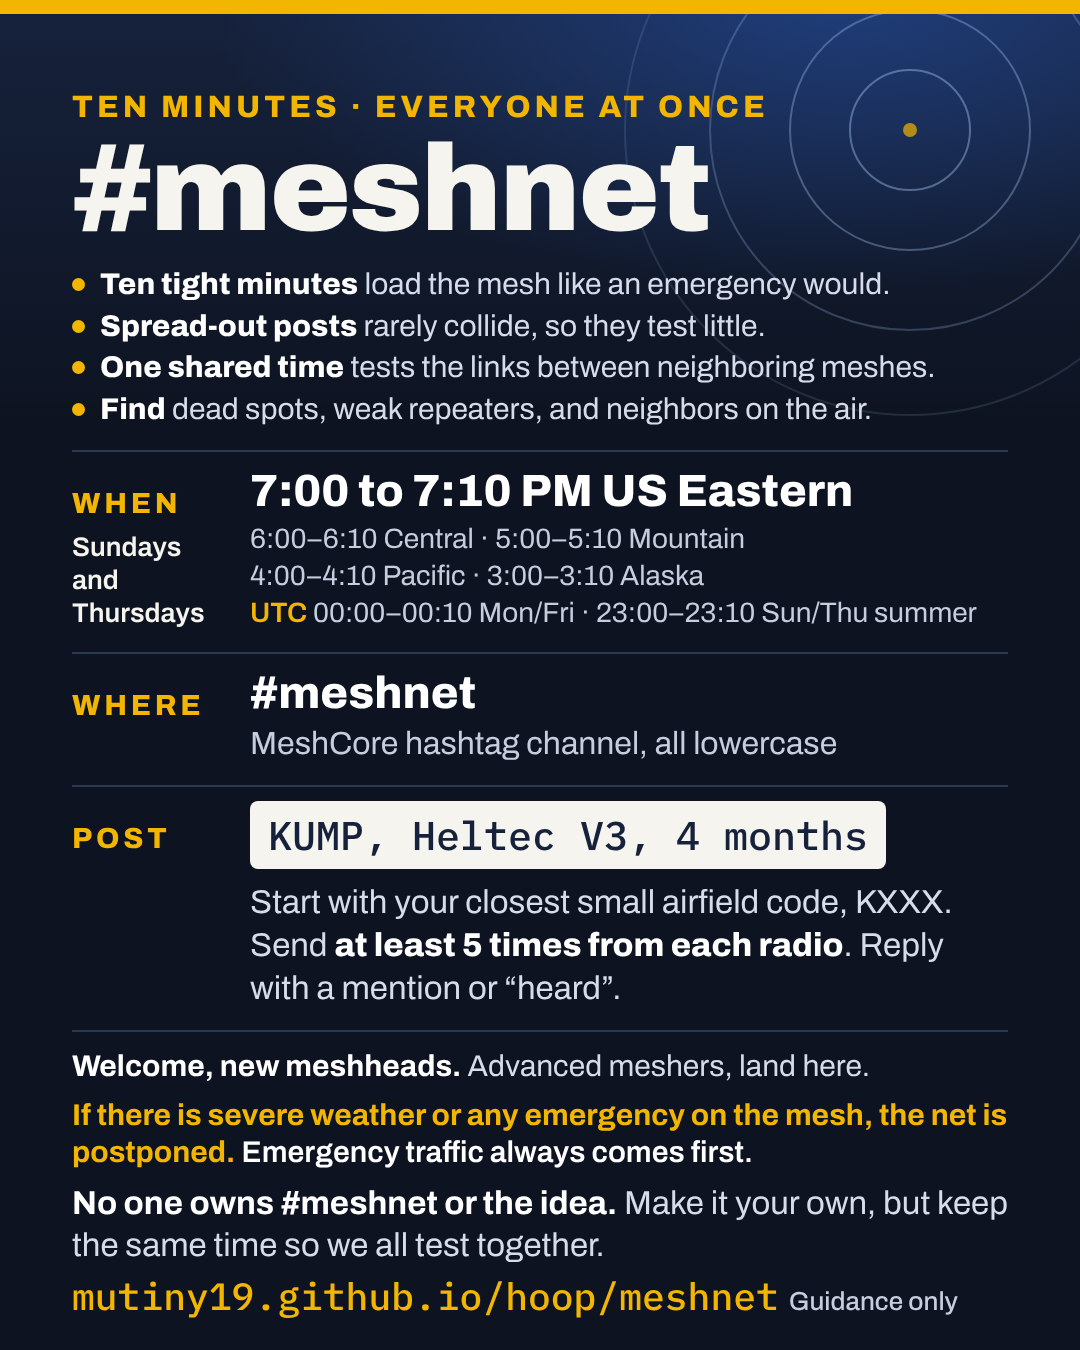 TEN MINUTES · EVERYONE AT ONCE
#meshnet
Ten tight minutes load the mesh like an emergency would.
Spread-out posts rarely collide, so they test little.
One shared time tests the links between neighboring meshes.
Find dead spots, weak repeaters, and neighbors on the air.
WHEN
Sundays
and
Thursdays
7:00 to 7:10 PM US Eastern
6:00–6:10 Central · 5:00–5:10 Mountain
4:00–4:10 Pacific · 3:00–3:10 Alaska
UTC 00:00–00:10 Mon/Fri · 23:00–23:10 Sun/Thu summer
WHERE
#meshnet
MeshCore hashtag channel, all lowercase
POST
KUMP, Heltec V3, 4 months
Start with your closest small airfield code, KXXX.
Send at least 5 times from each radio. Reply
with a mention or “heard”.
Welcome, new meshheads. Advanced meshers, land here.
If there is severe weather or any emergency on the mesh, the net is
postponed. Emergency traffic always comes first.
No one owns #meshnet or the idea. Make it your own, but keep
the same time so we all test together.
mutiny19.github.io/hoop/meshnet Guidance only